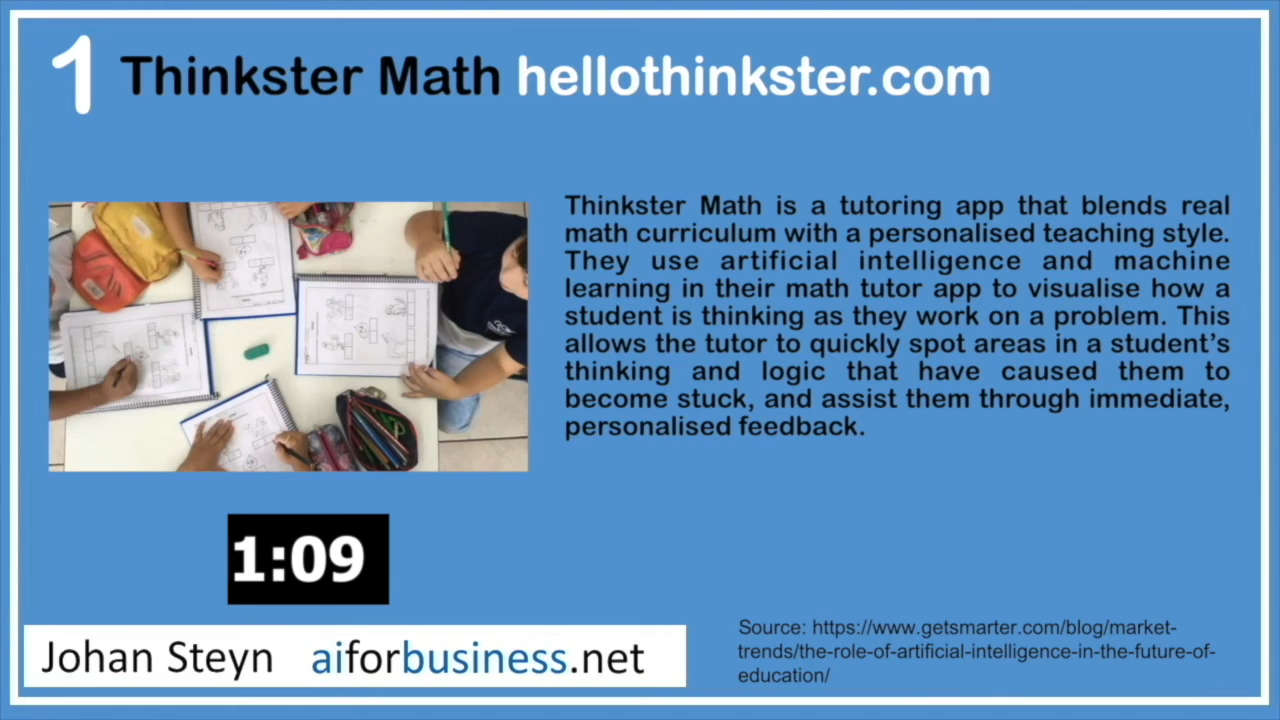 1 Thinkster Math hellothinkster.com
Thinkster Math is a tutoring app that blends real
math curriculum with a personalised teaching style.
They use artificial intelligence and machine
learning in their math tutor app to visualise how a
student is thinking as they work on a problem. This
allows the tutor to quickly spot areas in a student's
thinking and logic that have caused them to
become stuck, and assist them through immediate,
personalised feedback.
1:09
Johan Steyn aiforbusiness.net
Source: https://www.getsmarter.com/blog/market-
trends/the-role-of-artificial-intelligence-in-the-future-of-
education/